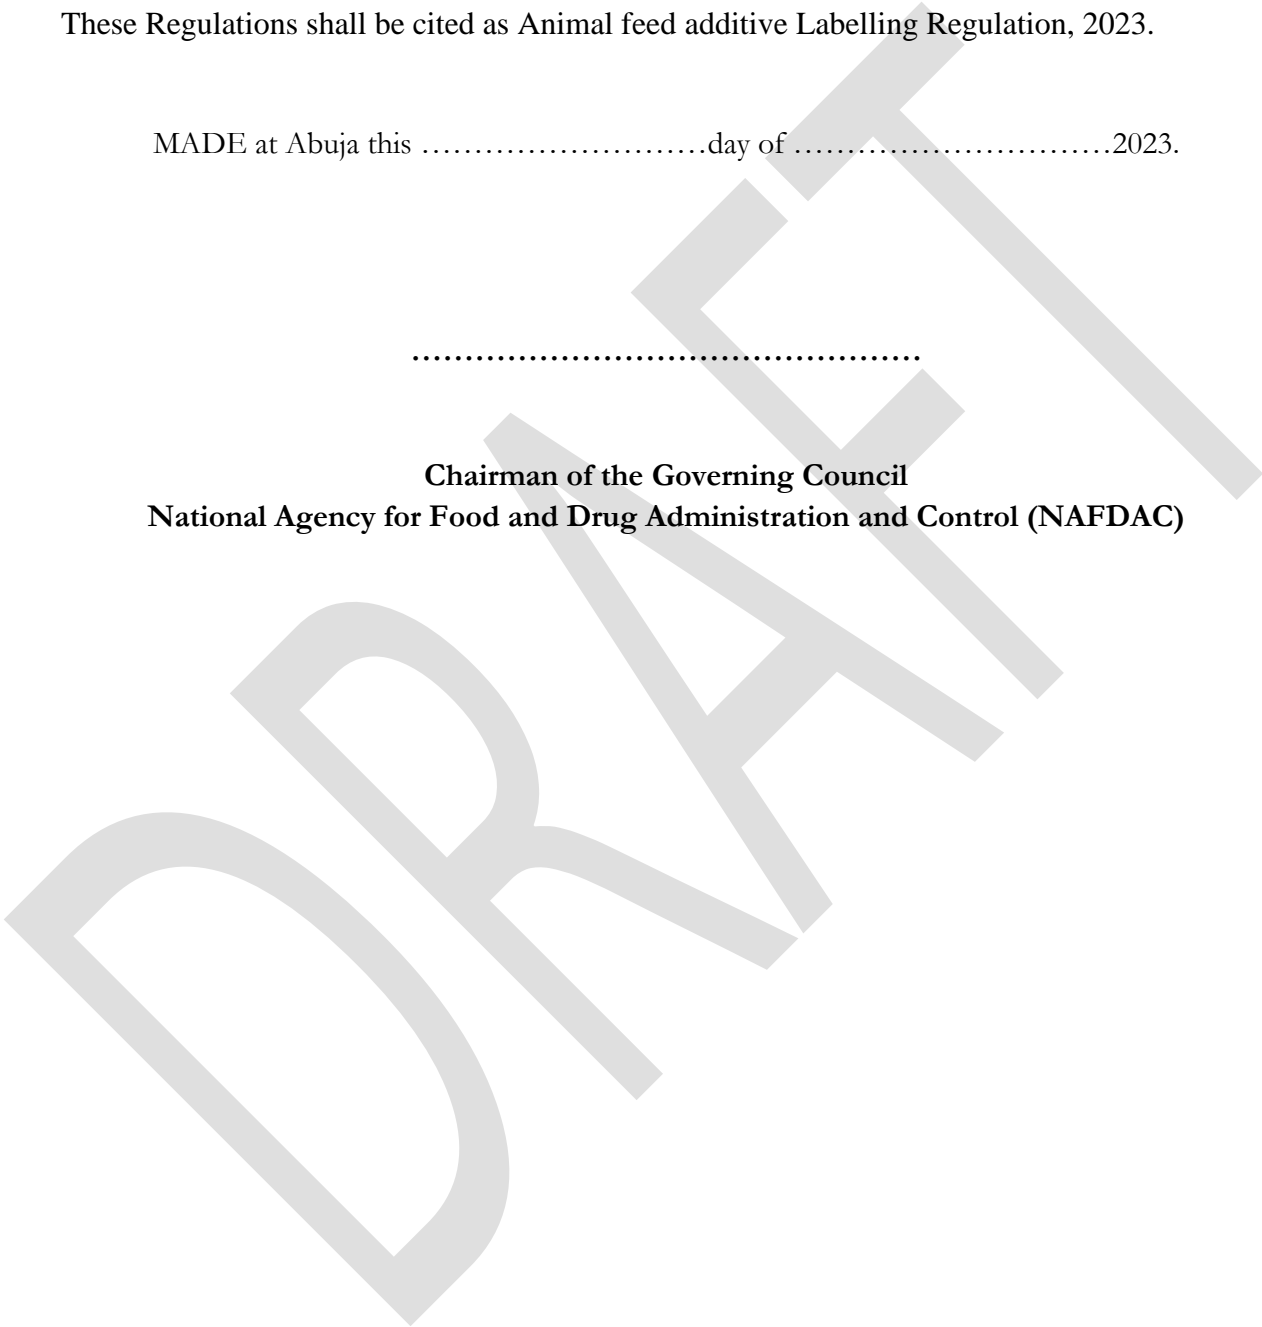 These Regulations shall be cited as Animal feed additive Labelling Regulation, 2023.
MADE at Abuja this ………………………day of …………………………2023.
…………………………………………
Chairman of the Governing Council
National Agency for Food and Drug Administration and Control (NAFDAC)
DRAFT